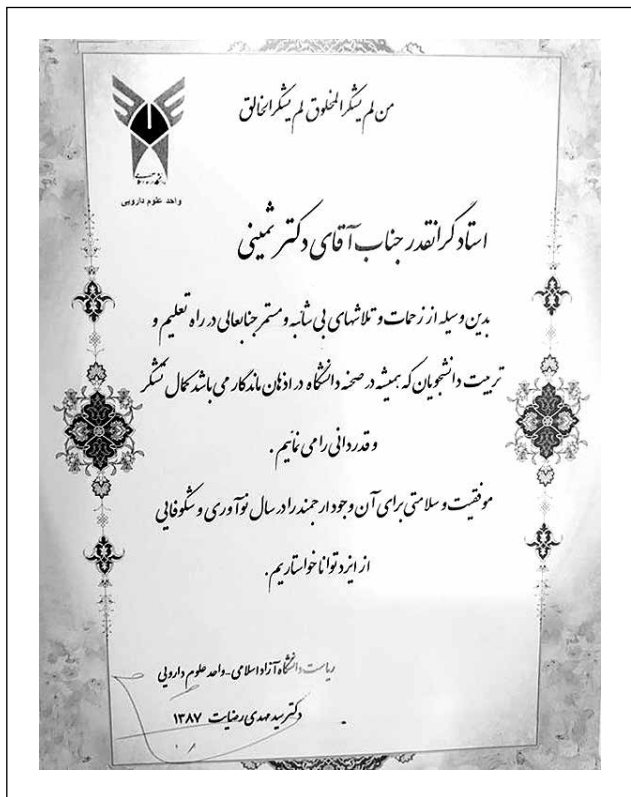 من لم یشکر المخلوق لم یشکر الخالق
واحد علوم دارویی
استاد گرانقدر جناب آقای دکتر ثمینی
بدین وسیله از زحمات و تلاشهای بی شائبه و مستمر جنابعالی در راه تعلیم و
تربیت دانشجویان که همیشه در صحنه دانشگاه در اذهان ماندگار می باشد کمال تشکر
و قدردانی را می نمائیم .
موفقیت و سلامتی برای آن وجود ارجمند را در سال نوآوری و شکوفایی
از ایزد توانا خواستاریم .
ریاست دانشگاه آزاد اسلامی - واحد علوم دارویی
دکتر سید مهدی رضایت ۱۳۸۷